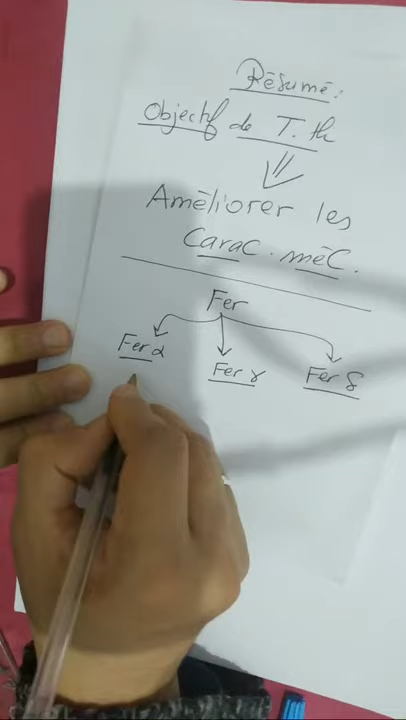 Résumé:
Objectif de T. th
Améliorer les
Carac. méc.
Fer
Fer α Fer γ Fer δ